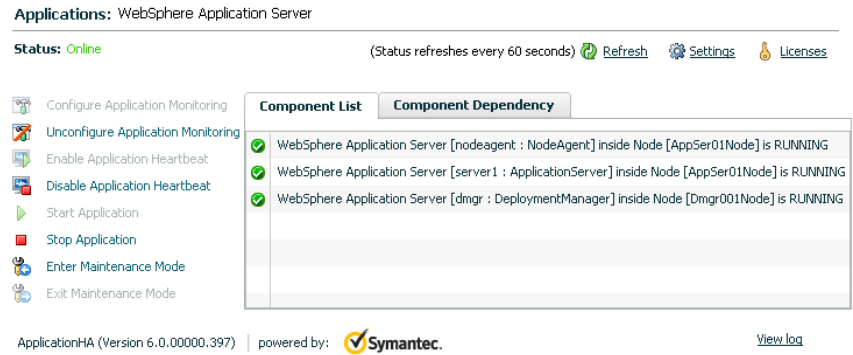 Applications: WebSphere Application Server
Status: Online
(Status refreshes every 60 seconds) Refresh Settings Licenses
Configure Application Monitoring
Unconfigure Application Monitoring
Enable Application Heartbeat
Disable Application Heartbeat
Start Application
Stop Application
Enter Maintenance Mode
Exit Maintenance Mode
Component List Component Dependency
WebSphere Application Server [nodeagent : NodeAgent] inside Node [AppSer01Node] is RUNNING
WebSphere Application Server [server1 : ApplicationServer] inside Node [AppSer01Node] is RUNNING
WebSphere Application Server [dmgr : DeploymentManager] inside Node [Dmgr001Node] is RUNNING
ApplicationHA (Version 6.0.00000.397) powered by: Symantec.
View log